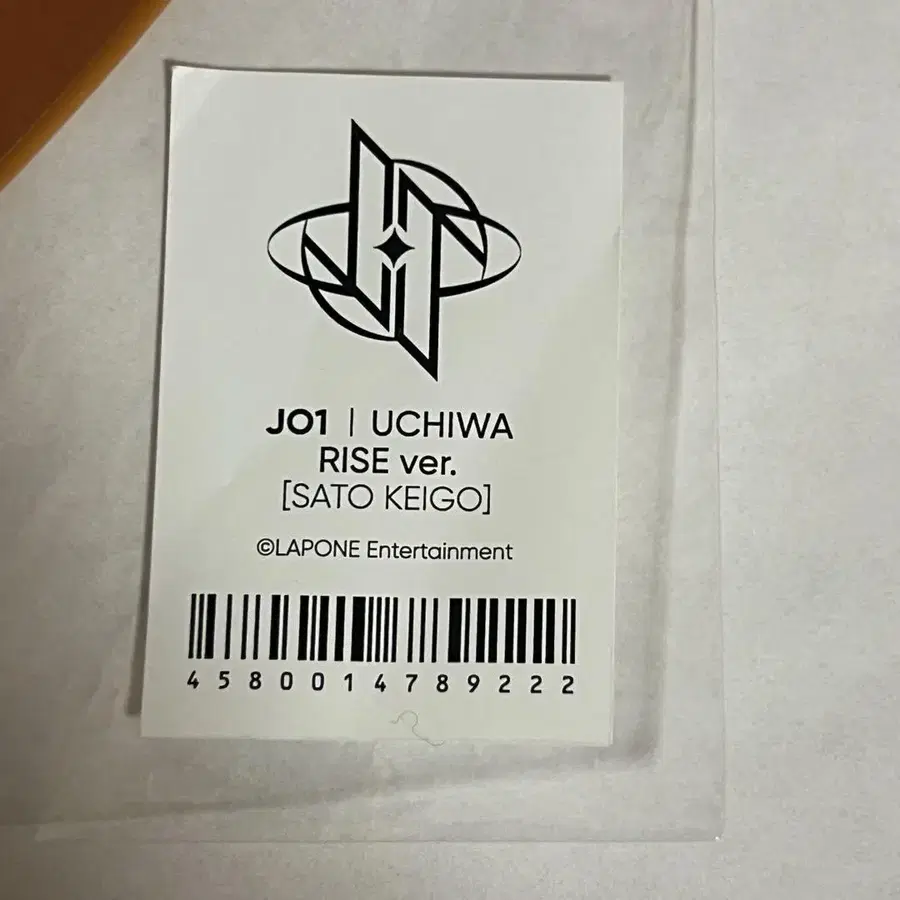 JO1 | UCHIWA
RISE ver.
[SATO KEIGO]
©LAPONE Entertainment
4580014789222